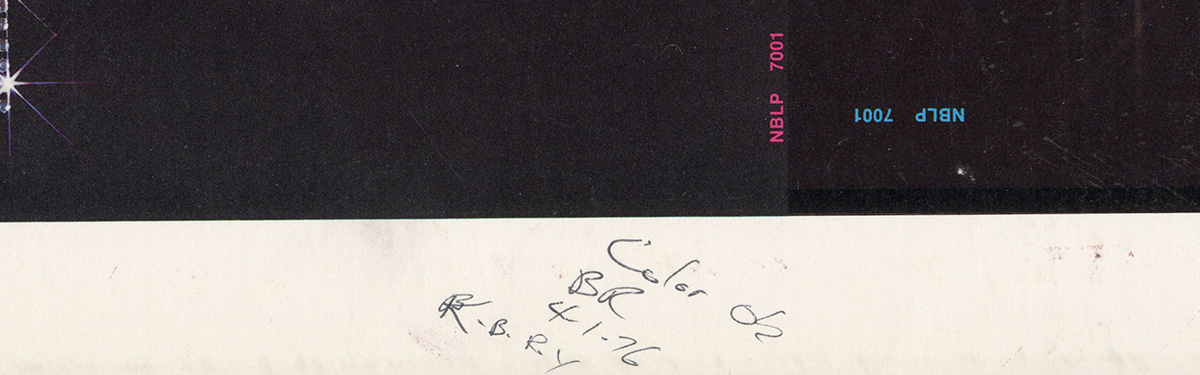 NBLP 7001
NBLP 7001
Color OK
BR
4-1-76
K.B.R.Y